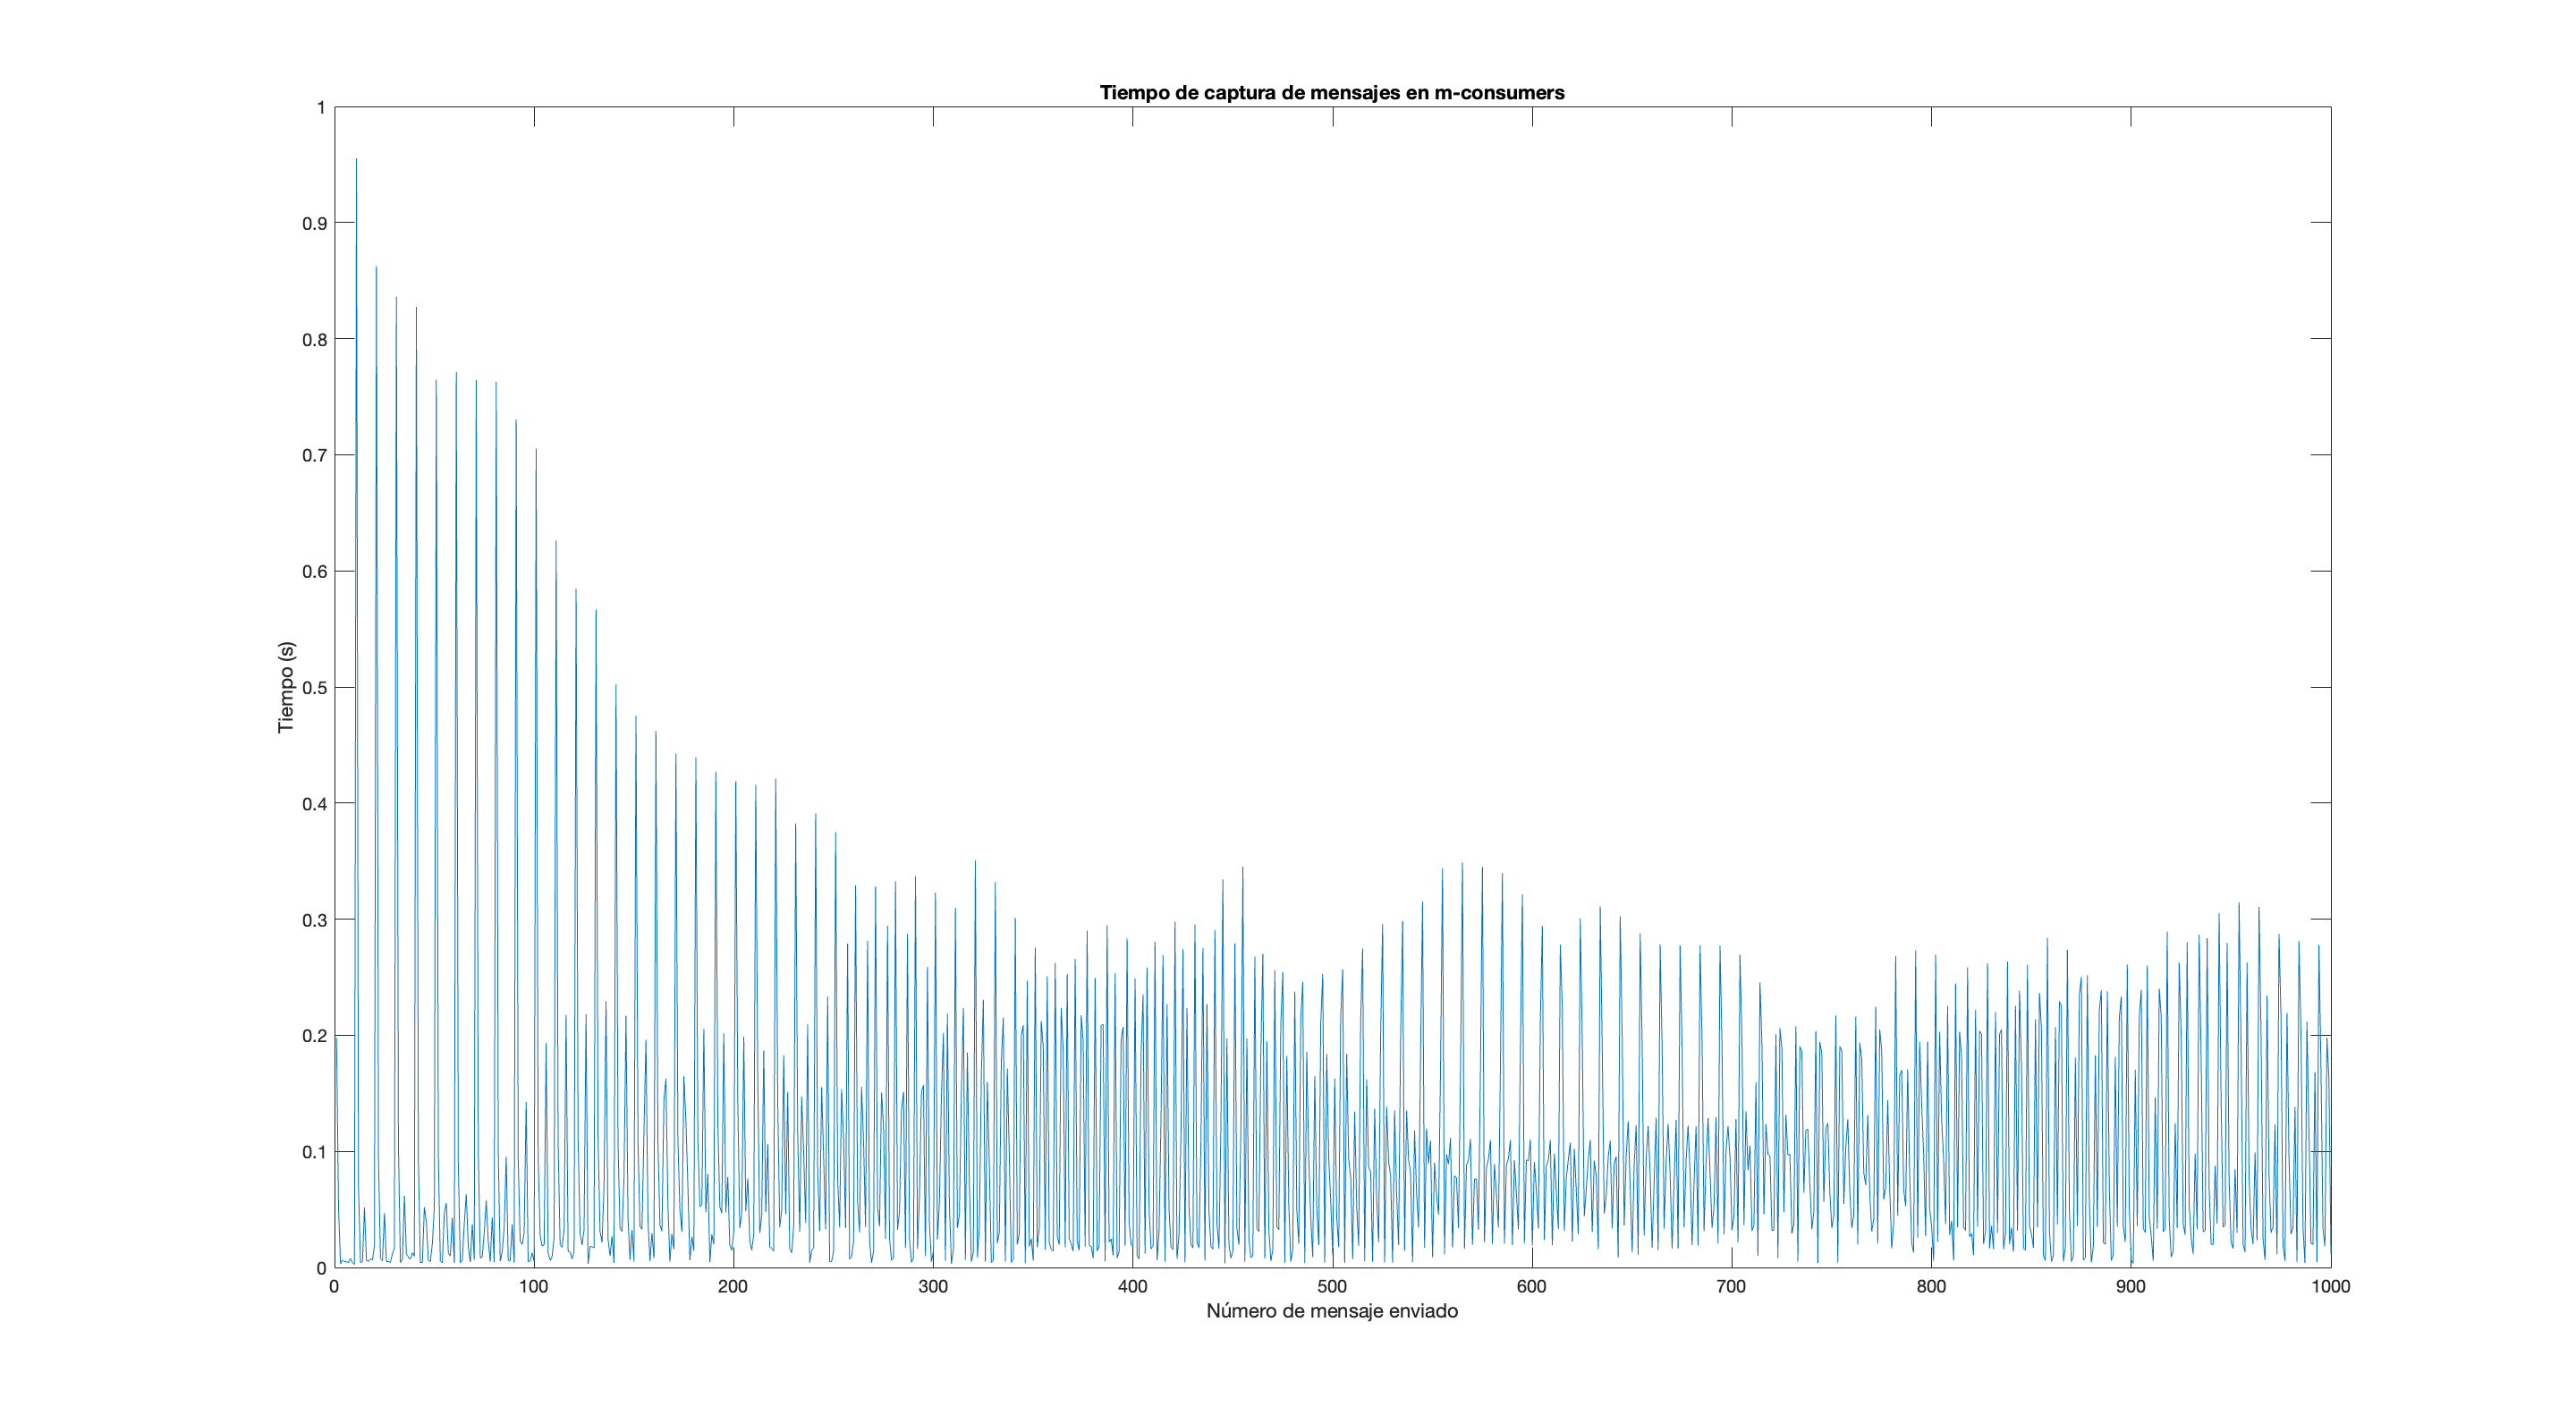 Tiempo de captura de mensajes en m-consumers
1
0.9
0.8
0.7
0.6
0.5
0.4
0.3
0.2
0.1
0
Tiempo (s)
0 100 200 300 400 500 600 700 800 900 1000
Número de mensaje enviado